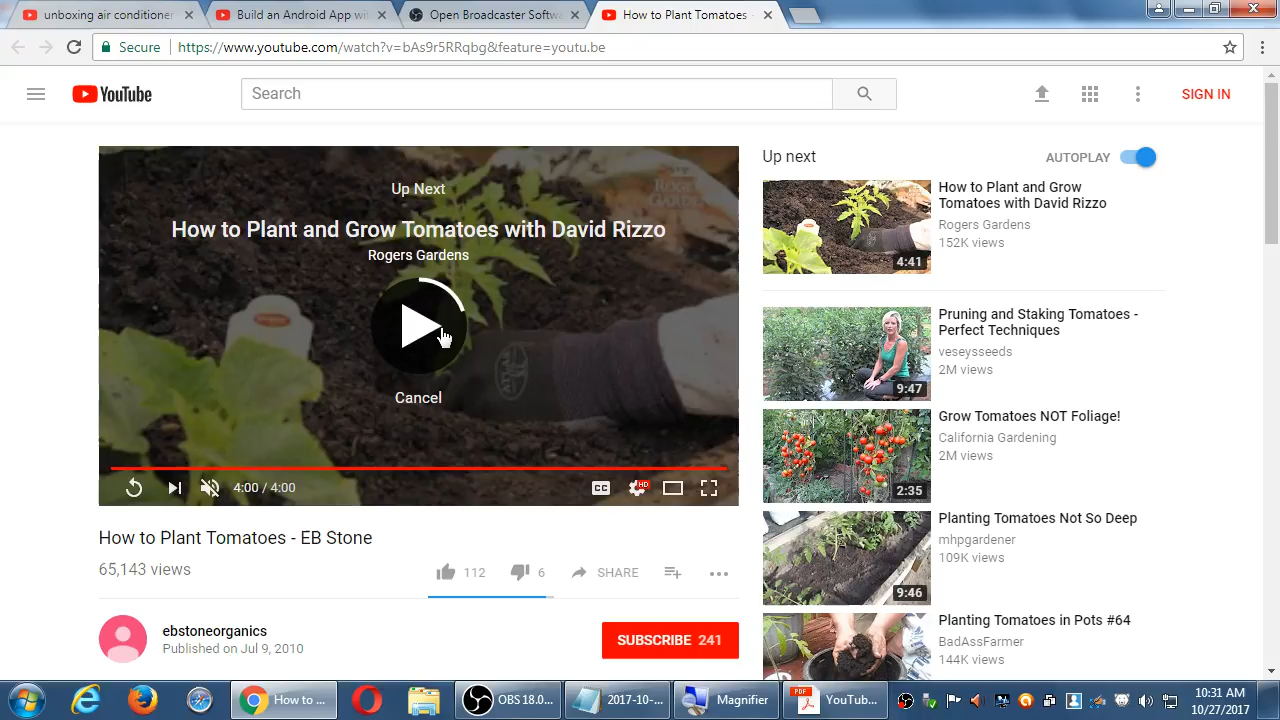 unboxing air conditioner
Build an Android App with
Open Broadcaster Softw
How to Plant Tomatoes -
Secure
https://www.youtube.com/watch?v=bAs9r5RRqbg&feature=youtu.be
YouTube
Search
SIGN IN
Up Next
How to Plant and Grow Tomatoes with David Rizzo
Rogers Gardens
Cancel
4:00 / 4:00
CC
HD
How to Plant Tomatoes - EB Stone
65,143 views
112
6
SHARE
ebstoneorganics
Published on Jul 9, 2010
SUBSCRIBE 241
Up next
AUTOPLAY
How to Plant and Grow
Tomatoes with David Rizzo
Rogers Gardens
152K views
4:41
Pruning and Staking Tomatoes -
Perfect Techniques
veseysseeds
2M views
9:47
Grow Tomatoes NOT Foliage!
California Gardening
2M views
2:35
Planting Tomatoes Not So Deep
mhpgardener
109K views
9:46
Planting Tomatoes in Pots #64
BadAssFarmer
144K views
How to ...
OBS 18.0...
2017-10-...
Magnifier
PDF
YouTub...
10:31 AM
10/27/2017